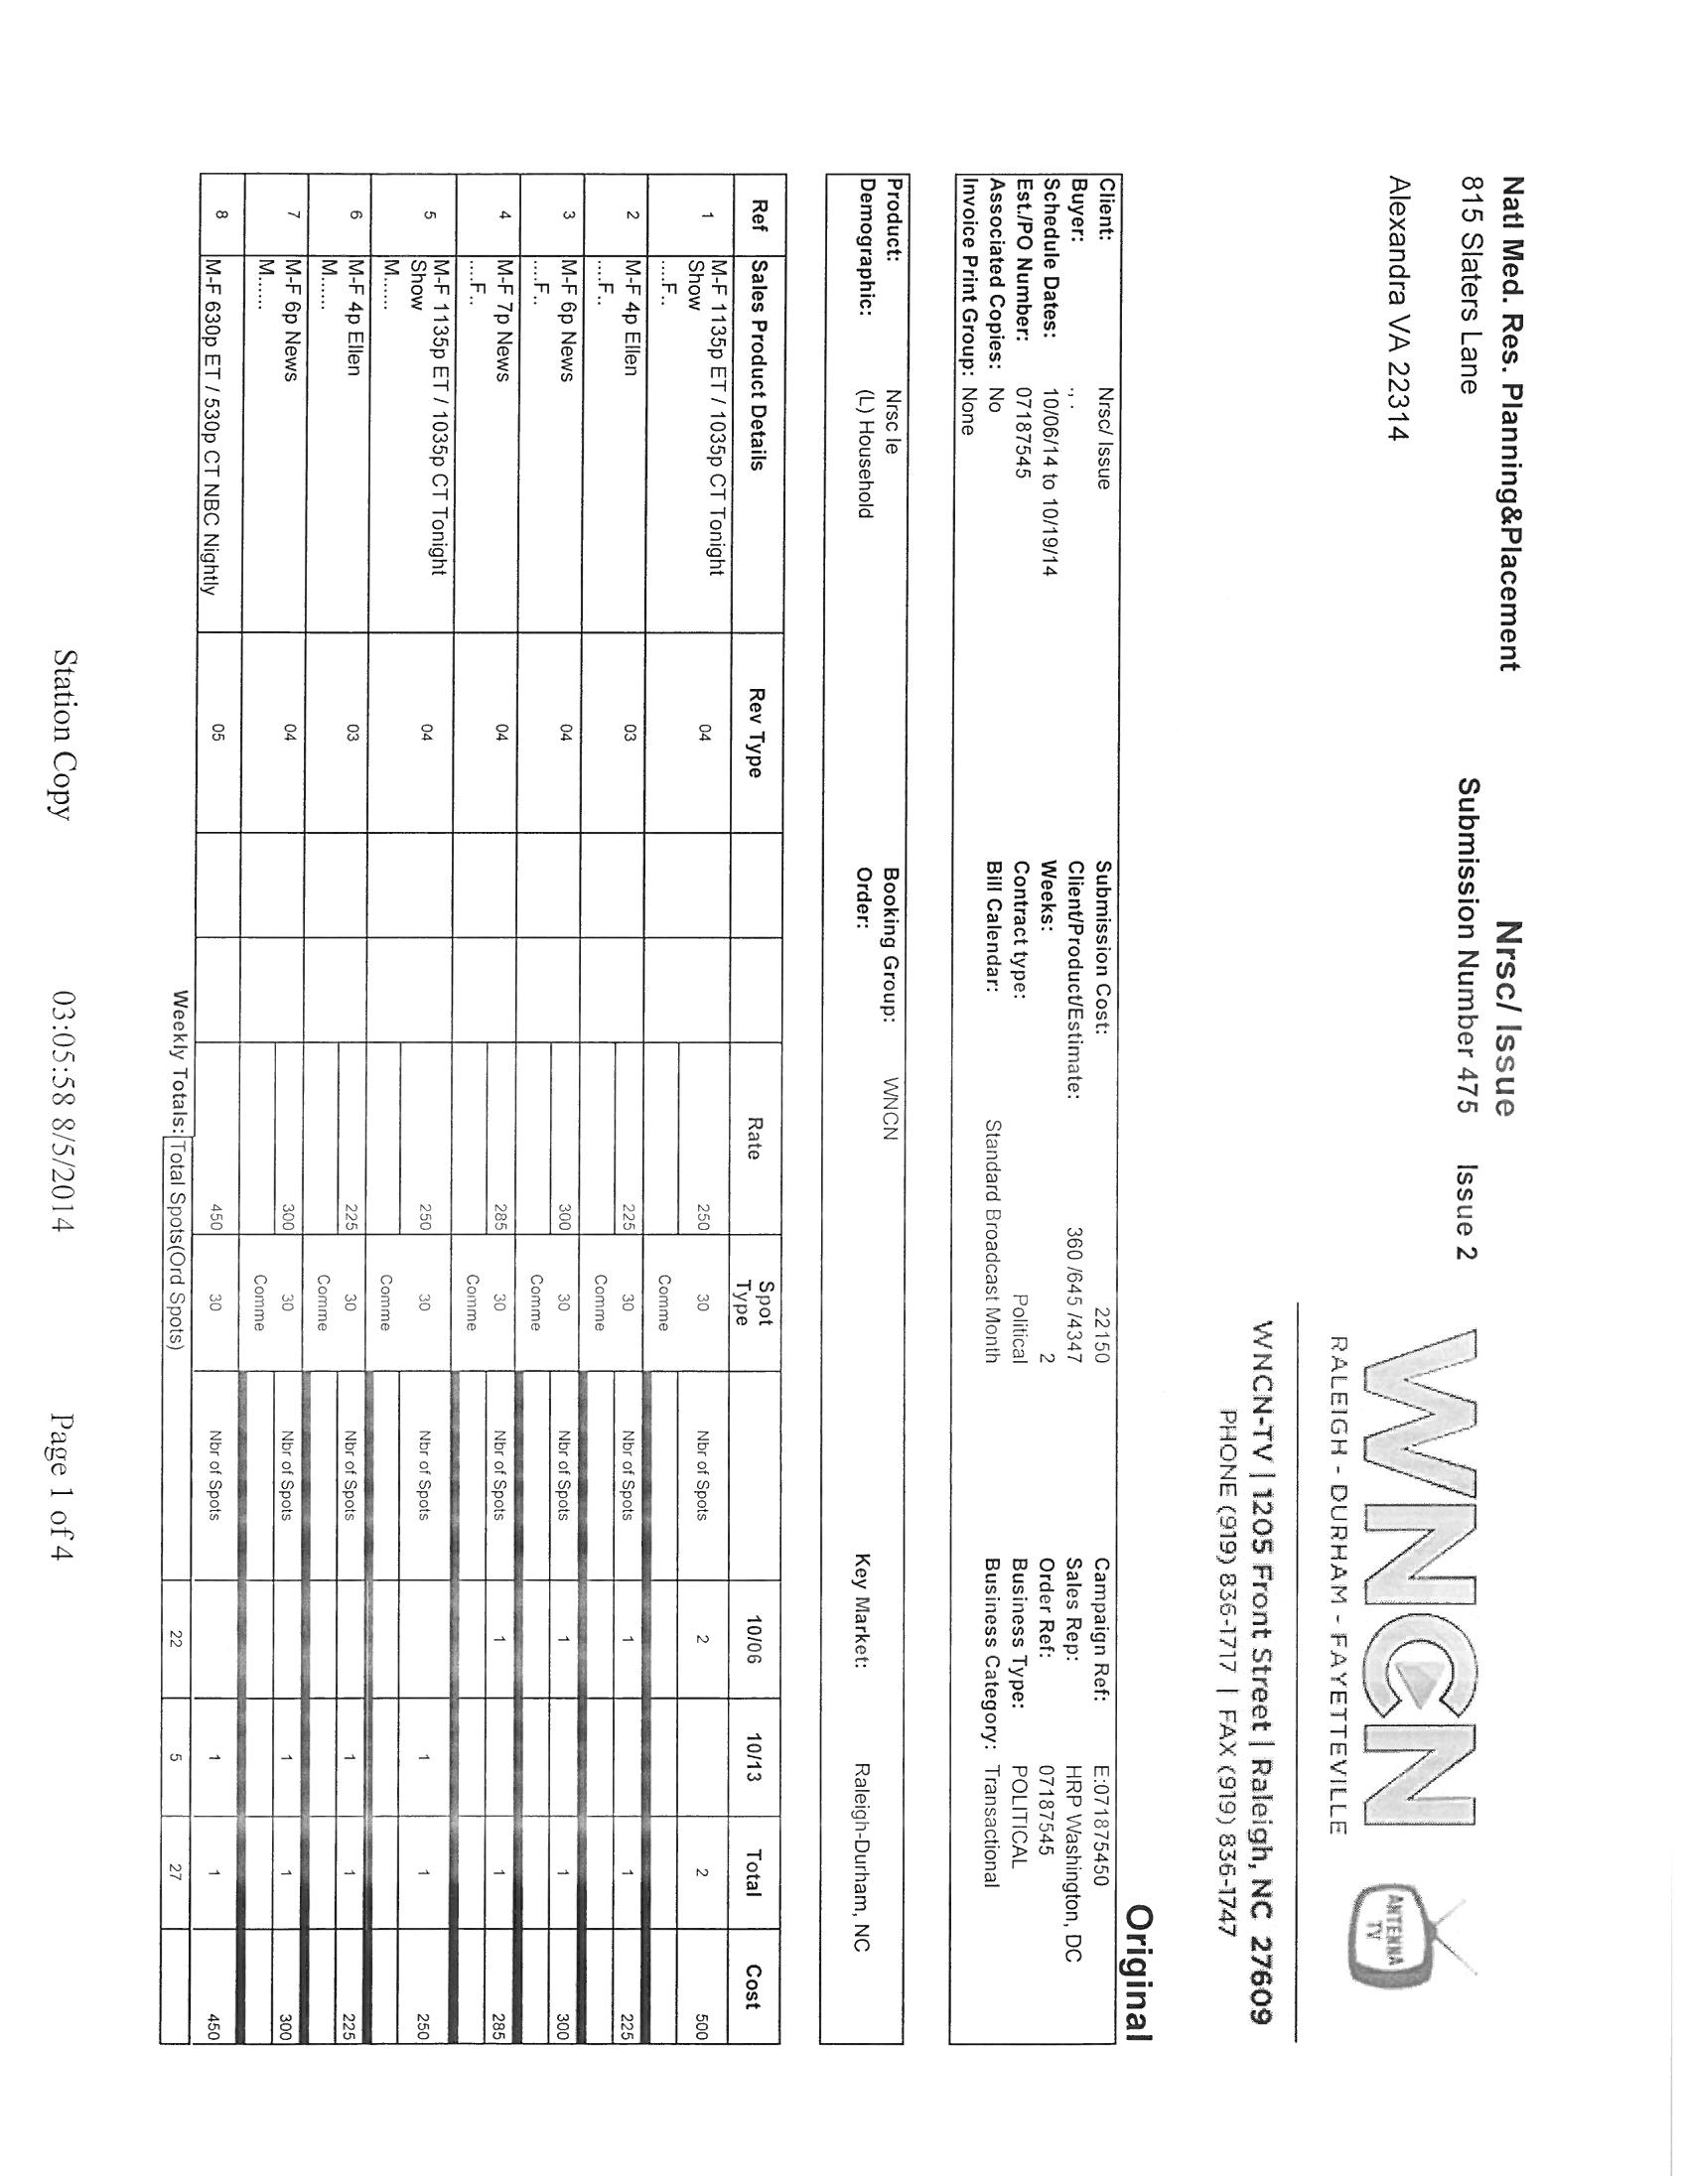 Natl Med. Res. Planning&Placement
815 Slaters Lane
Alexandra VA 22314
Nrsc/ Issue
Submission Number 475 Issue 2
WNCN
RALEIGH - DURHAM - FAYETTEVILLE
ANTENNA TV
WNCN-TV | 1205 Front Street | Raleigh, NC 27609
PHONE (919) 836-1717 | FAX (919) 836-1747
Original
Client: Nrsc/ Issue Submission Cost: 22150 Campaign Ref: E:071875450
Buyer: , . Client/Product/Estimate: 360 /645 /4347 Sales Rep: HRP Washington, DC
Schedule Dates: 10/06/14 to 10/19/14 Weeks: 2 Order Ref: 07187545
Est./PO Number: 07187545 Contract type: Political Business Type: POLITICAL
Associated Copies: No Bill Calendar: Standard Broadcast Month Business Category: Transactional
Invoice Print Group: None
Product: Nrsc Ie Booking Group: WNCN
Demographic: (L) Household Order: Key Market: Raleigh-Durham, NC
Ref Sales Product Details Rev Type Rate Spot Type 10/06 10/13 Total Cost
1 M-F 1135p ET / 1035p CT Tonight 04 250 30 Nbr of Spots 2 2 500
Show Comme
....F..
2 M-F 4p Ellen 03 225 30 Nbr of Spots 1 1 225
....F.. Comme
3 M-F 6p News 04 300 30 Nbr of Spots 1 1 300
....F.. Comme
4 M-F 7p News 04 285 30 Nbr of Spots 1 1 285
....F.. Comme
5 M-F 1135p ET / 1035p CT Tonight 04 250 30 Nbr of Spots 1 1 250
Show Comme
M......
6 M-F 4p Ellen 03 225 30 Nbr of Spots 1 1 225
M...... Comme
7 M-F 6p News 04 300 30 Nbr of Spots 1 1 300
M...... Comme
8 M-F 630p ET / 530p CT NBC Nightly 05 450 30 Nbr of Spots 1 1 450
Weekly Totals: Total Spots(Ord Spots) 22 5 27
Station Copy 03:05:58 8/5/2014 Page 1 of 4